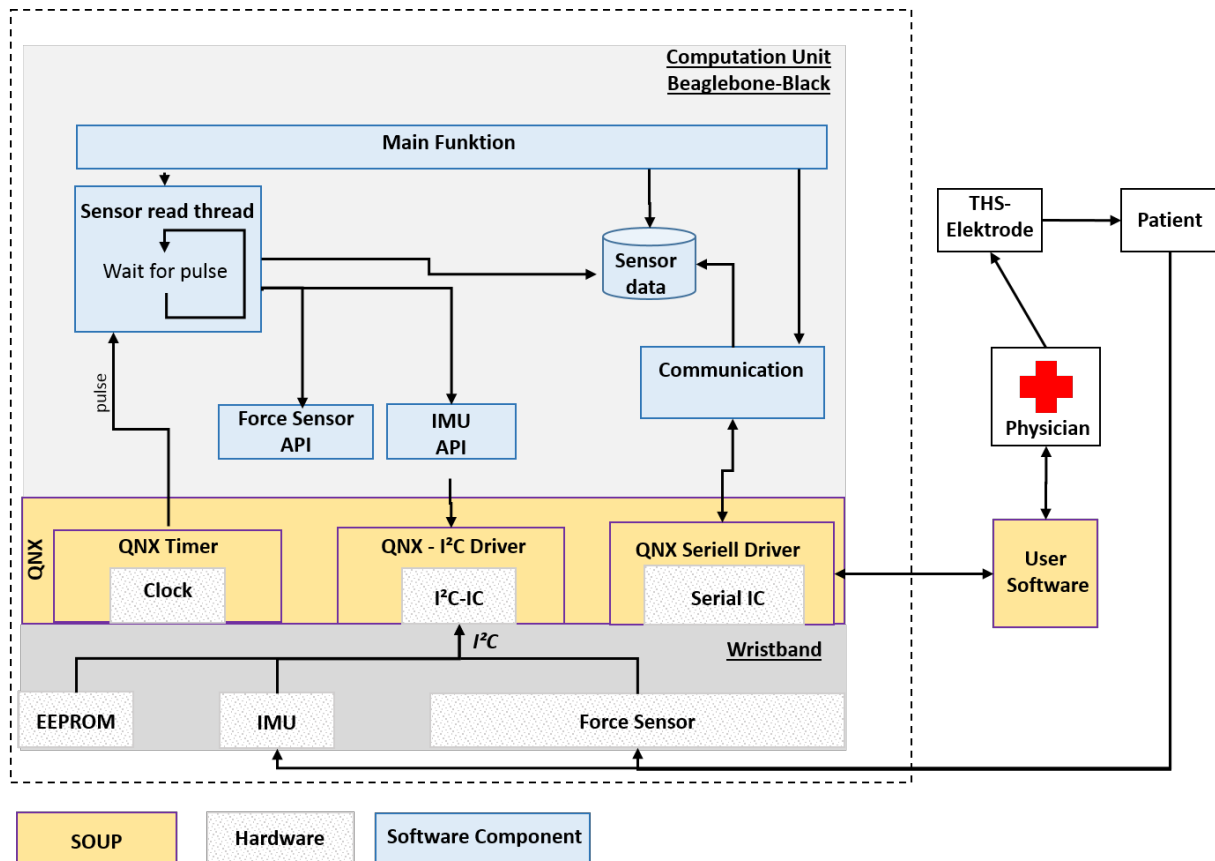 Computation Unit
Beaglebone-Black
Main Funktion
Sensor read thread
Wait for pulse
Sensor
data
THS-
Elektrode
Patient
pulse
Force Sensor
API
IMU
API
Communication
Physician
QNX
QNX Timer
Clock
QNX - I²C Driver
I²C-IC
QNX Seriell Driver
Serial IC
User
Software
I²C
Wristband
EEPROM
IMU
Force Sensor
SOUP
Hardware
Software Component